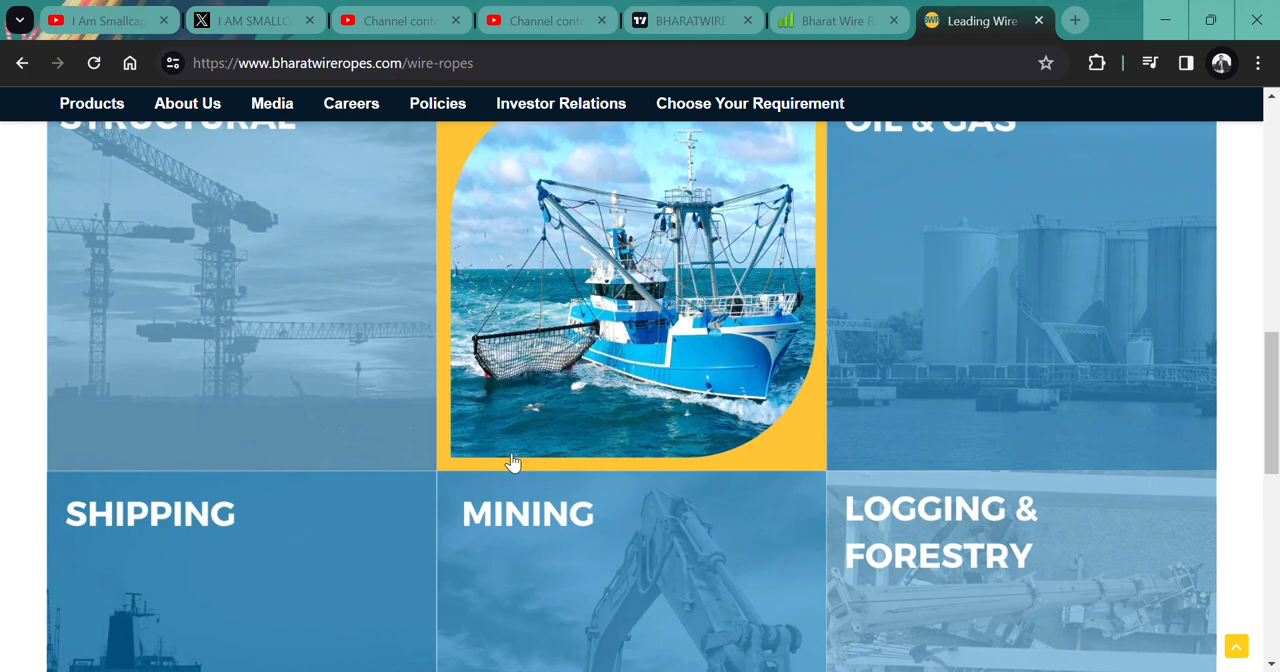 I Am Smallcap
I AM SMALLC
Channel cont
Channel cont
BHARATWIRE
Bharat Wire R
BWR
Leading Wire
https://www.bharatwireropes.com/wire-ropes
Products
About Us
Media
Careers
Policies
Investor Relations
Choose Your Requirement
STRUCTURAL
OIL & GAS
SHIPPING
MINING
LOGGING &
FORESTRY